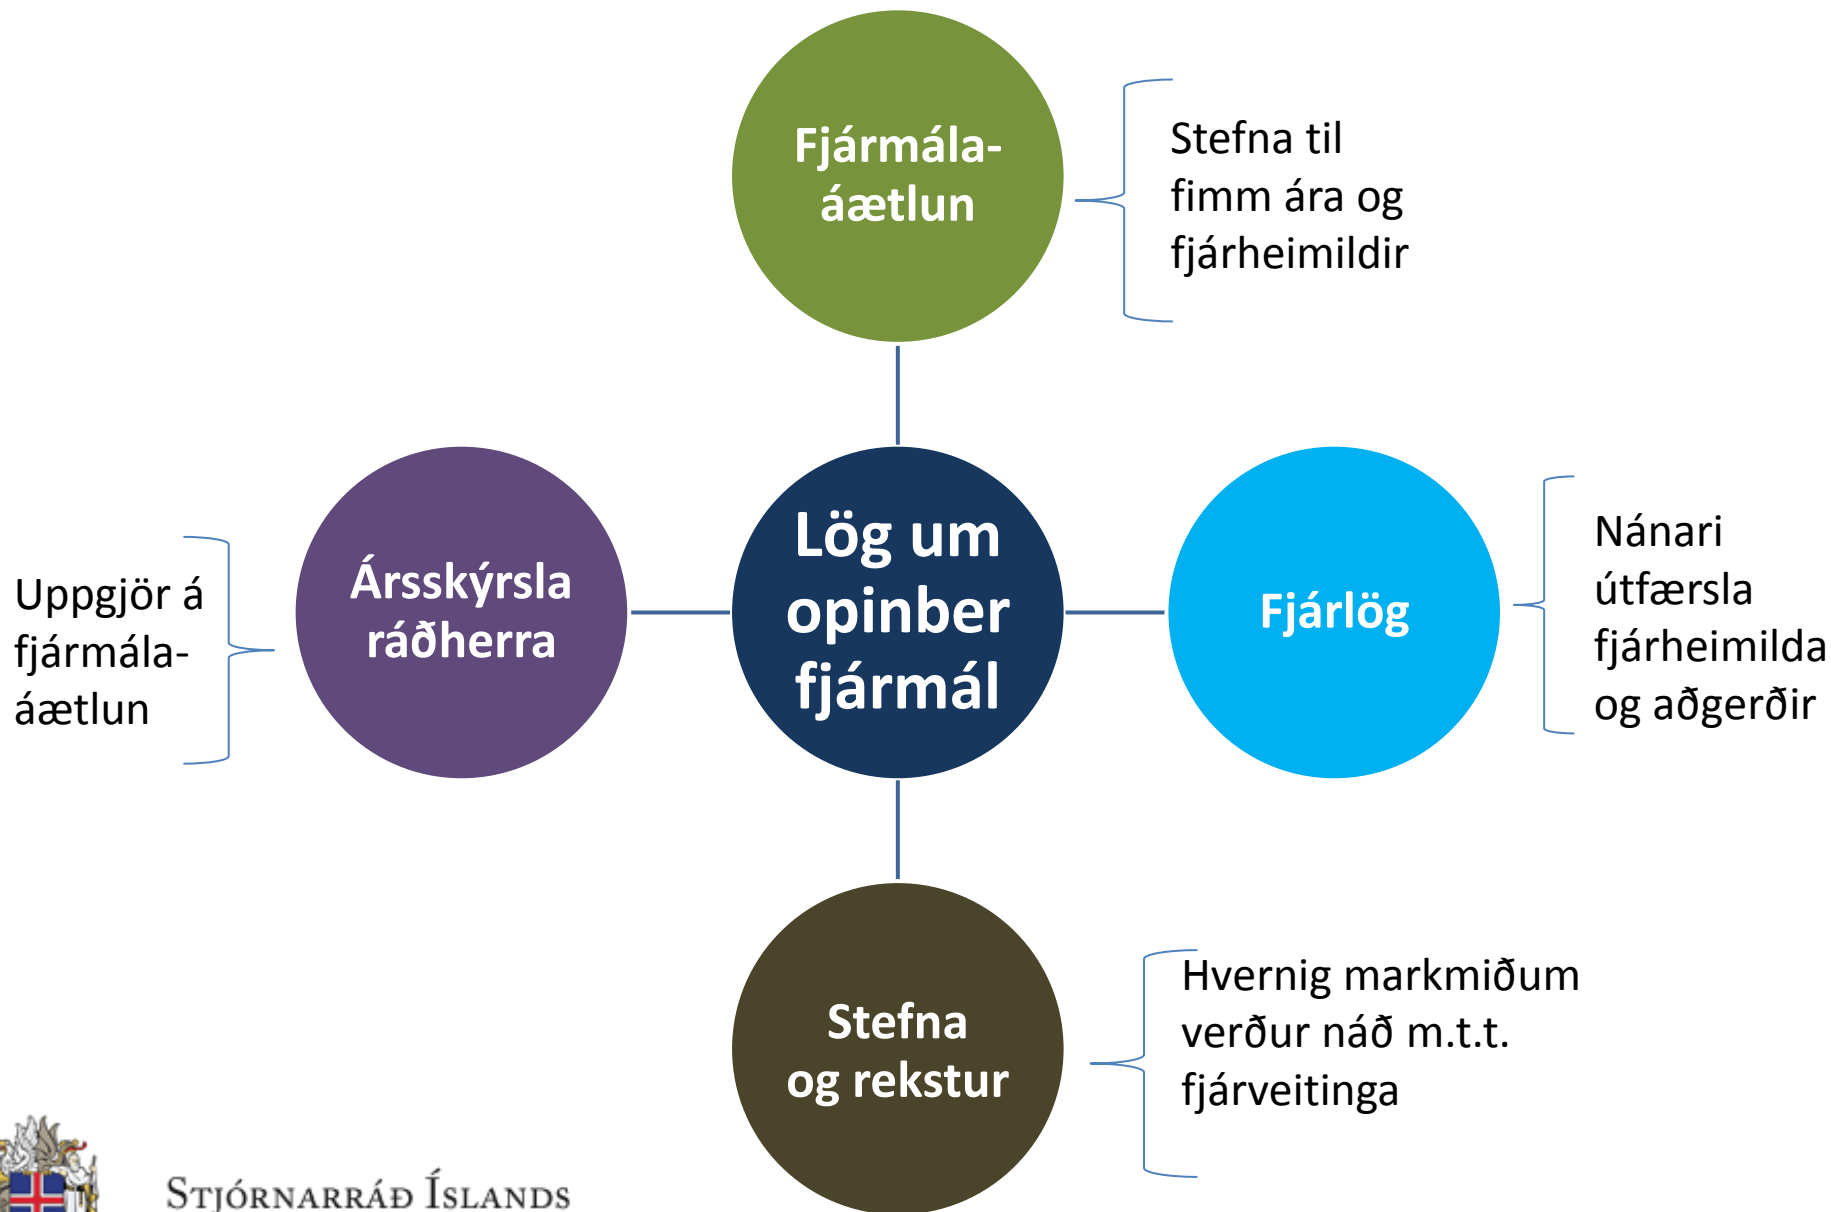 Fjármála-
áætlun
Stefna til
fimm ára og
fjárheimildir
Uppgjör á
fjármála-
áætlun
Ársskýrsla
ráðherra
Lög um
opinber
fjármál
Fjárlög
Nánari
útfærsla
fjárheimilda
og aðgerðir
Stefna
og rekstur
Hvernig markmiðum
verður náð m.t.t.
fjárveitinga
STJÓRNARRÁÐ ÍSLANDS